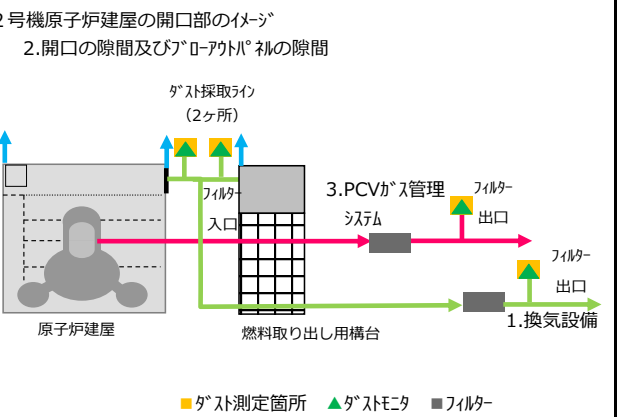 2号機原子炉建屋の開口部のｲﾒｰｼﾞ
2.開口の隙間及びﾌﾞﾛｰｱｳﾄﾊﾟﾈﾙの隙間
ﾀﾞｽﾄ採取ﾗｲﾝ
(2ヶ所)
ﾌｨﾙﾀｰ
入口
3.PCVｶﾞｽ管理
ｼｽﾃﾑ
ﾌｨﾙﾀｰ
出口
ﾌｨﾙﾀｰ
出口
1.換気設備
原子炉建屋
燃料取り出し用構台
■ﾀﾞｽﾄ測定箇所 ▲ﾀﾞｽﾄﾓﾆﾀ ■ﾌｨﾙﾀｰ